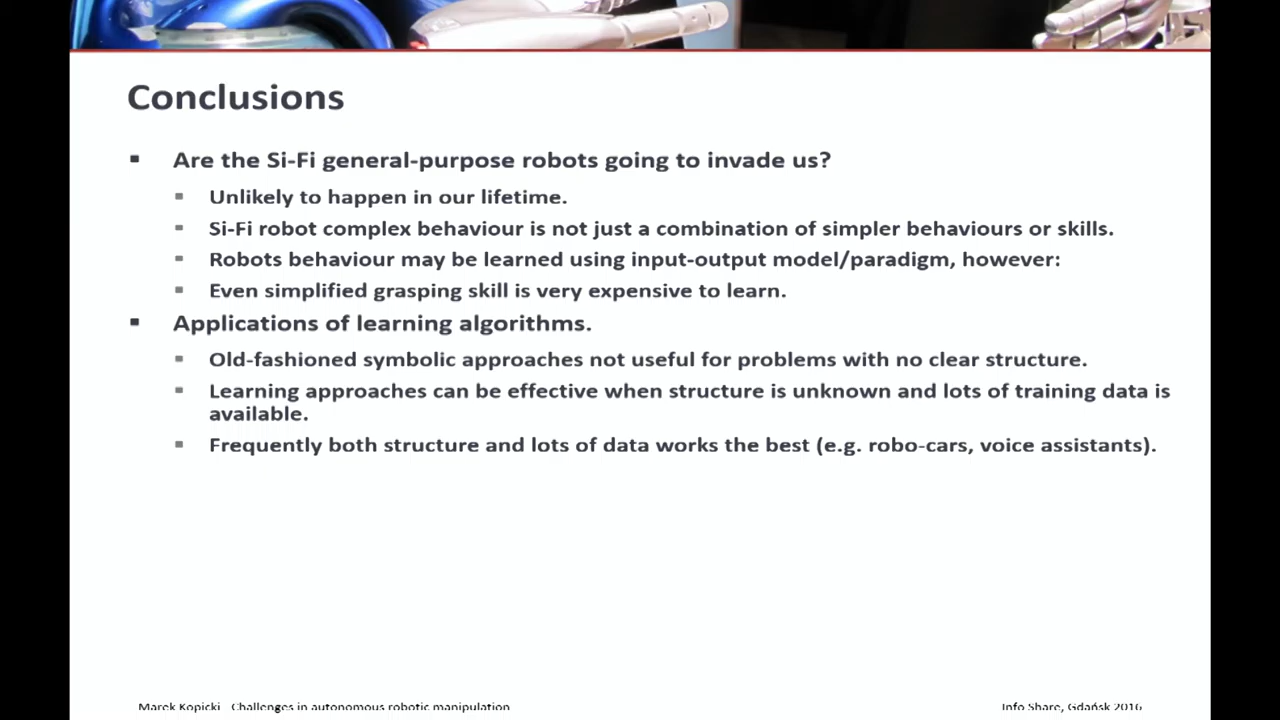 Conclusions
Are the Si-Fi general-purpose robots going to invade us?
Unlikely to happen in our lifetime.
Si-Fi robot complex behaviour is not just a combination of simpler behaviours or skills.
Robots behaviour may be learned using input-output model/paradigm, however:
Even simplified grasping skill is very expensive to learn.
Applications of learning algorithms.
Old-fashioned symbolic approaches not useful for problems with no clear structure.
Learning approaches can be effective when structure is unknown and lots of training data is
available.
Frequently both structure and lots of data works the best (e.g. robo-cars, voice assistants).
Marek Kopicki Challenges in autonomous robotic manipulation
Info Share, Gdańsk 2016